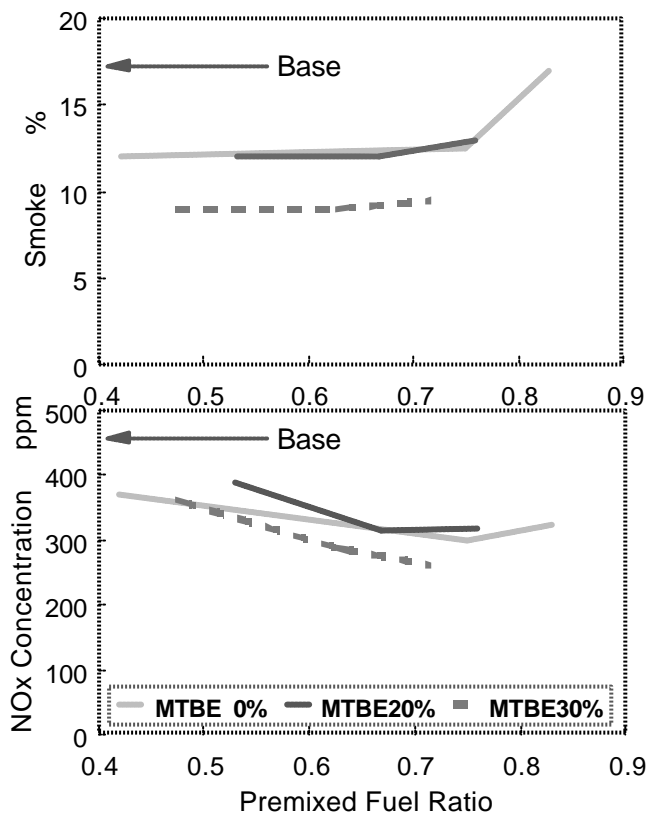 20
Base
15
Smoke %
10
5
0
0.4 0.5 0.6 0.7 0.8 0.9
500
Base
400
NOx Concentration ppm
300
200
100
MTBE 0% MTBE20% MTBE30%
0
0.4 0.5 0.6 0.7 0.8 0.9
Premixed Fuel Ratio